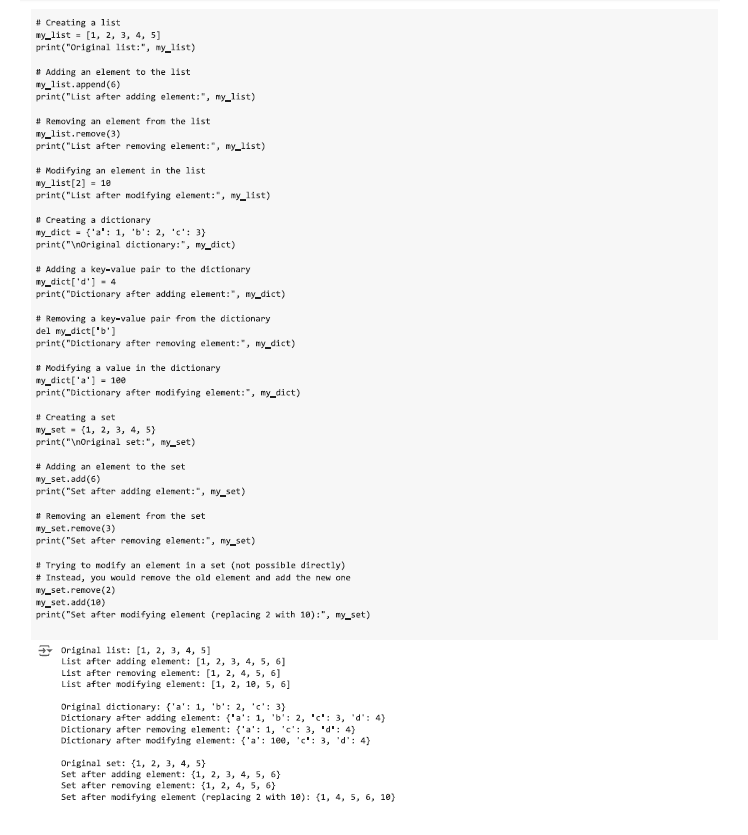 # Creating a list
my_list = [1, 2, 3, 4, 5]
print("Original list:", my_list)
# Adding an element to the list
my_list.append(6)
print("List after adding element:", my_list)
# Removing an element from the list
my_list.remove(3)
print("List after removing element:", my_list)
# Modifying an element in the list
my_list[2] = 10
print("List after modifying element:", my_list)
# Creating a dictionary
my_dict = {'a': 1, 'b': 2, 'c': 3}
print("\nOriginal dictionary:", my_dict)
# Adding a key-value pair to the dictionary
my_dict['d'] = 4
print("Dictionary after adding element:", my_dict)
# Removing a key-value pair from the dictionary
del my_dict['b']
print("Dictionary after removing element:", my_dict)
# Modifying a value in the dictionary
my_dict['a'] = 100
print("Dictionary after modifying element:", my_dict)
# Creating a set
my_set = {1, 2, 3, 4, 5}
print("\nOriginal set:", my_set)
# Adding an element to the set
my_set.add(6)
print("Set after adding element:", my_set)
# Removing an element from the set
my_set.remove(3)
print("Set after removing element:", my_set)
# Trying to modify an element in a set (not possible directly)
# Instead, you would remove the old element and add the new one
my_set.remove(2)
my_set.add(10)
print("Set after modifying element (replacing 2 with 10):", my_set)
Original list: [1, 2, 3, 4, 5]
List after adding element: [1, 2, 3, 4, 5, 6]
List after removing element: [1, 2, 4, 5, 6]
List after modifying element: [1, 2, 10, 5, 6]
Original dictionary: {'a': 1, 'b': 2, 'c': 3}
Dictionary after adding element: {'a': 1, 'b': 2, 'c': 3, 'd': 4}
Dictionary after removing element: {'a': 1, 'c': 3, 'd': 4}
Dictionary after modifying element: {'a': 100, 'c': 3, 'd': 4}
Original set: {1, 2, 3, 4, 5}
Set after adding element: {1, 2, 3, 4, 5, 6}
Set after removing element: {1, 2, 4, 5, 6}
Set after modifying element (replacing 2 with 10): {1, 4, 5, 6, 10}